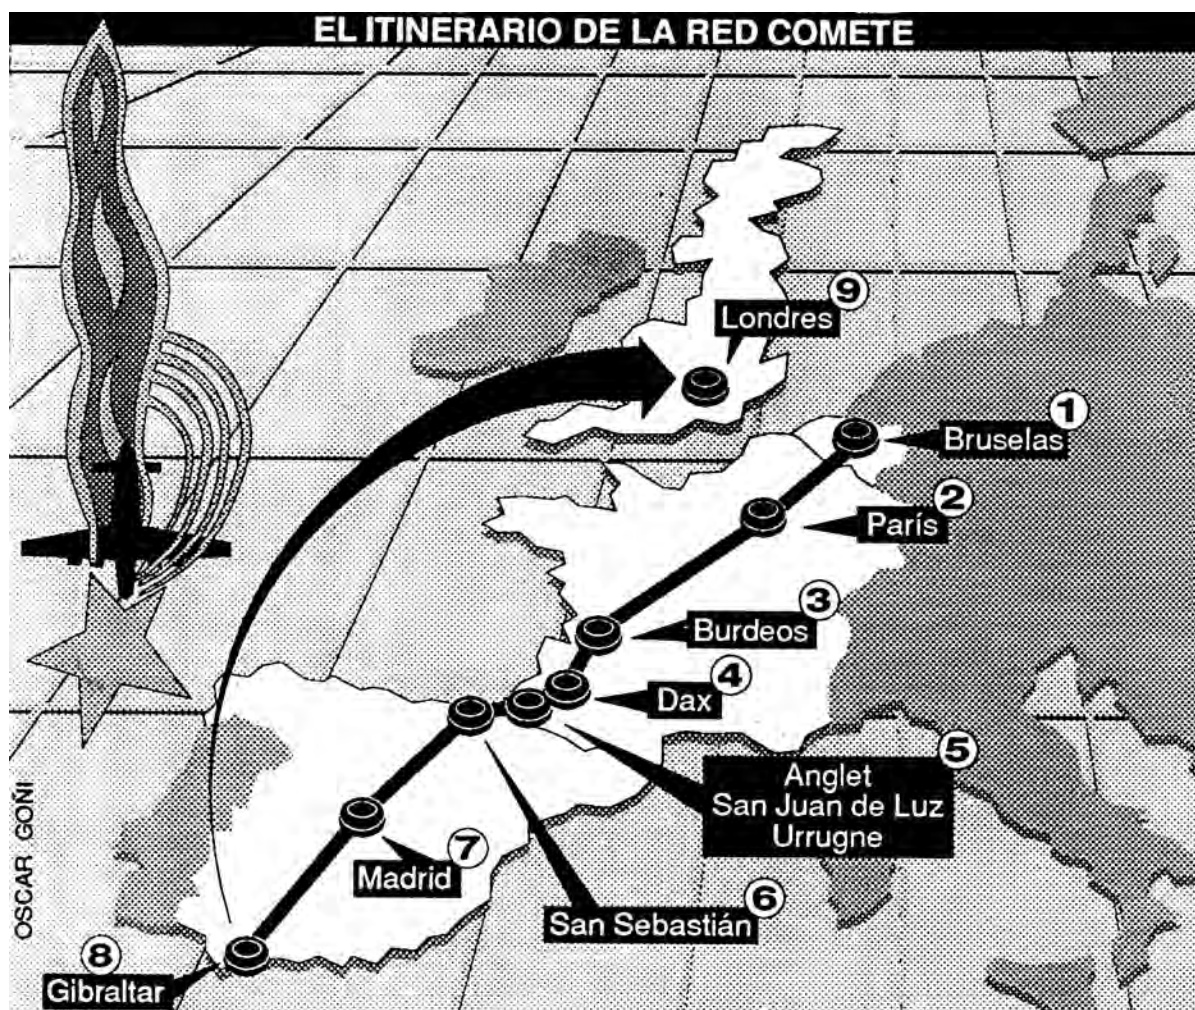 EL ITINERARIO DE LA RED COMETE
9
Londres
1
Bruselas
2
París
3
Burdeos
4
Dax
5
Anglet
San Juan de Luz
Urrugne
6
San Sebastián
7
Madrid
8
Gibraltar
OSCAR GOÑI